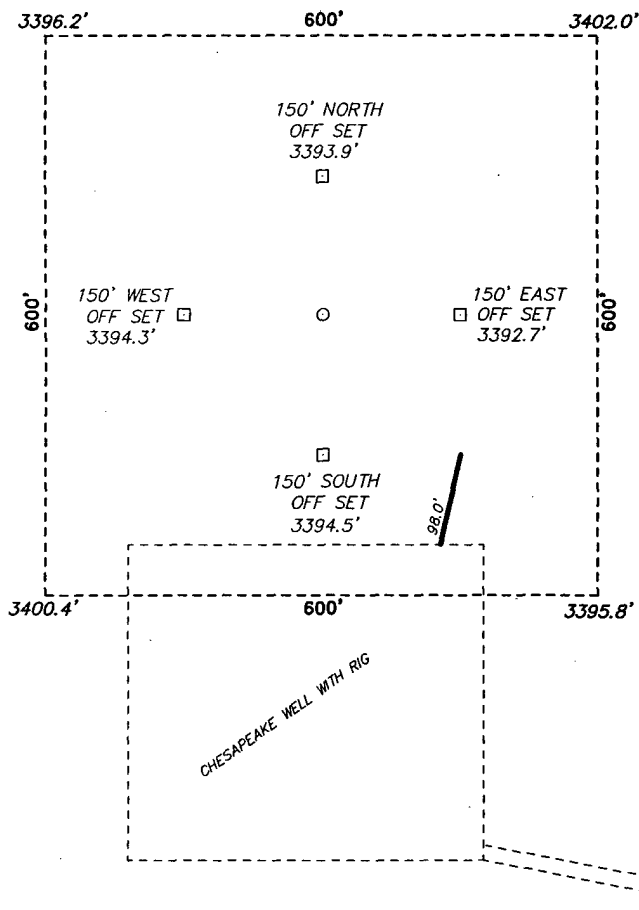 3396.2' 600' 3402.0'
150' NORTH
OFF SET
3393.9'
600'
150' WEST
OFF SET
3394.3'
150' EAST
OFF SET
3392.7'
600'
150' SOUTH
OFF SET
3394.5'
98.0'
3400.4' 600' 3395.8'
CHESAPEAKE WELL WITH RIG